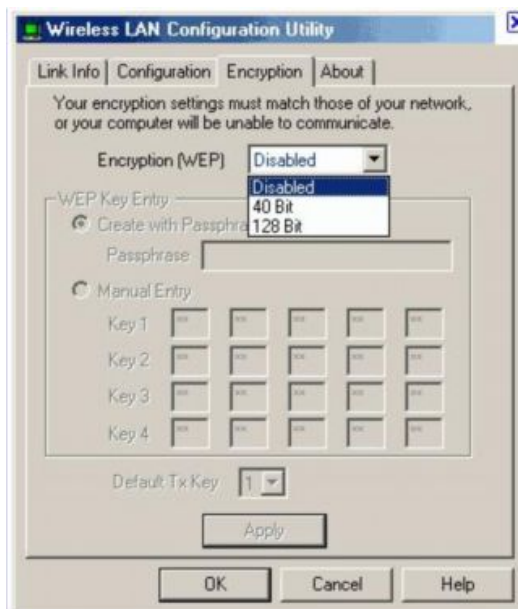 Wireless LAN Configuration Utility
Link Info Configuration Encryption About
Your encryption settings must match those of your network,
or your computer will be unable to communicate.
Encryption (WEP) Disabled
Disabled
40 Bit
128 Bit
WEP Key Entry
Create with Passphra
Passphrase
Manual Entry
Key 1 ** ** ** ** **
Key 2 ** ** ** ** **
Key 3 ** ** ** ** **
Key 4 ** ** ** ** **
Default Tx Key 1
Apply
OK Cancel Help